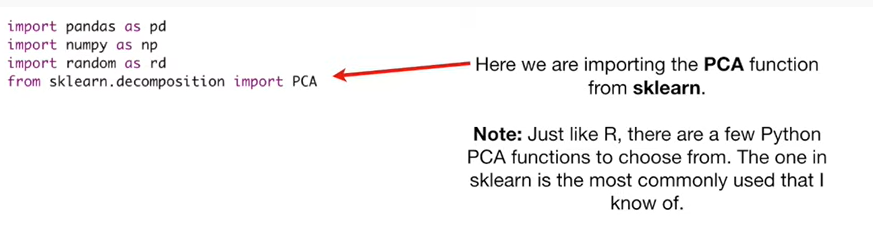 import pandas as pd
import numpy as np
import random as rd
from sklearn.decomposition import PCA
Here we are importing the PCA function
from sklearn.
Note: Just like R, there are a few Python
PCA functions to choose from. The one in
sklearn is the most commonly used that I
know of.